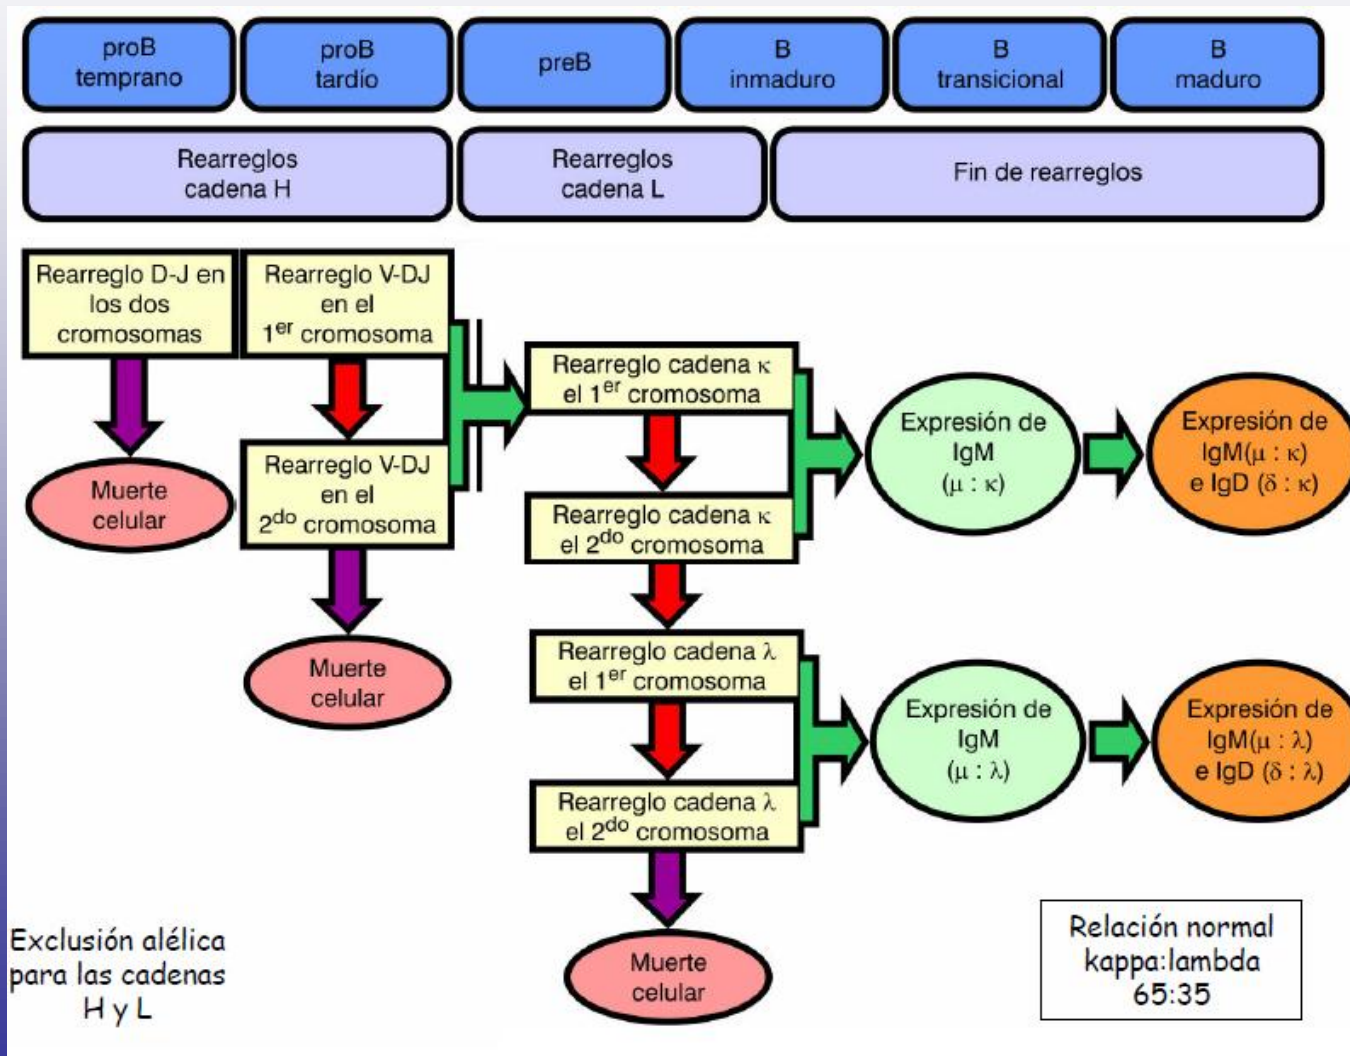 proB
temprano
proB
tardío
preB
B
inmaduro
B
transicional
B
maduro
Rearreglos
cadena H
Rearreglos
cadena L
Fin de rearreglos
Rearreglo D-J en
los dos
cromosomas
Rearreglo V-DJ
en el
1er cromosoma
Muerte
celular
Rearreglo V-DJ
en el
2do cromosoma
Muerte
celular
Rearreglo cadena κ
el 1er cromosoma
Rearreglo cadena κ
el 2do cromosoma
Expresión de
IgM
(μ : κ)
Expresión de
IgM(μ : κ)
e IgD (δ : κ)
Rearreglo cadena λ
el 1er cromosoma
Rearreglo cadena λ
el 2do cromosoma
Expresión de
IgM
(μ : λ)
Expresión de
IgM(μ : λ)
e IgD (δ : λ)
Muerte
celular
Exclusión alélica
para las cadenas
H y L
Relación normal
kappa:lambda
65:35